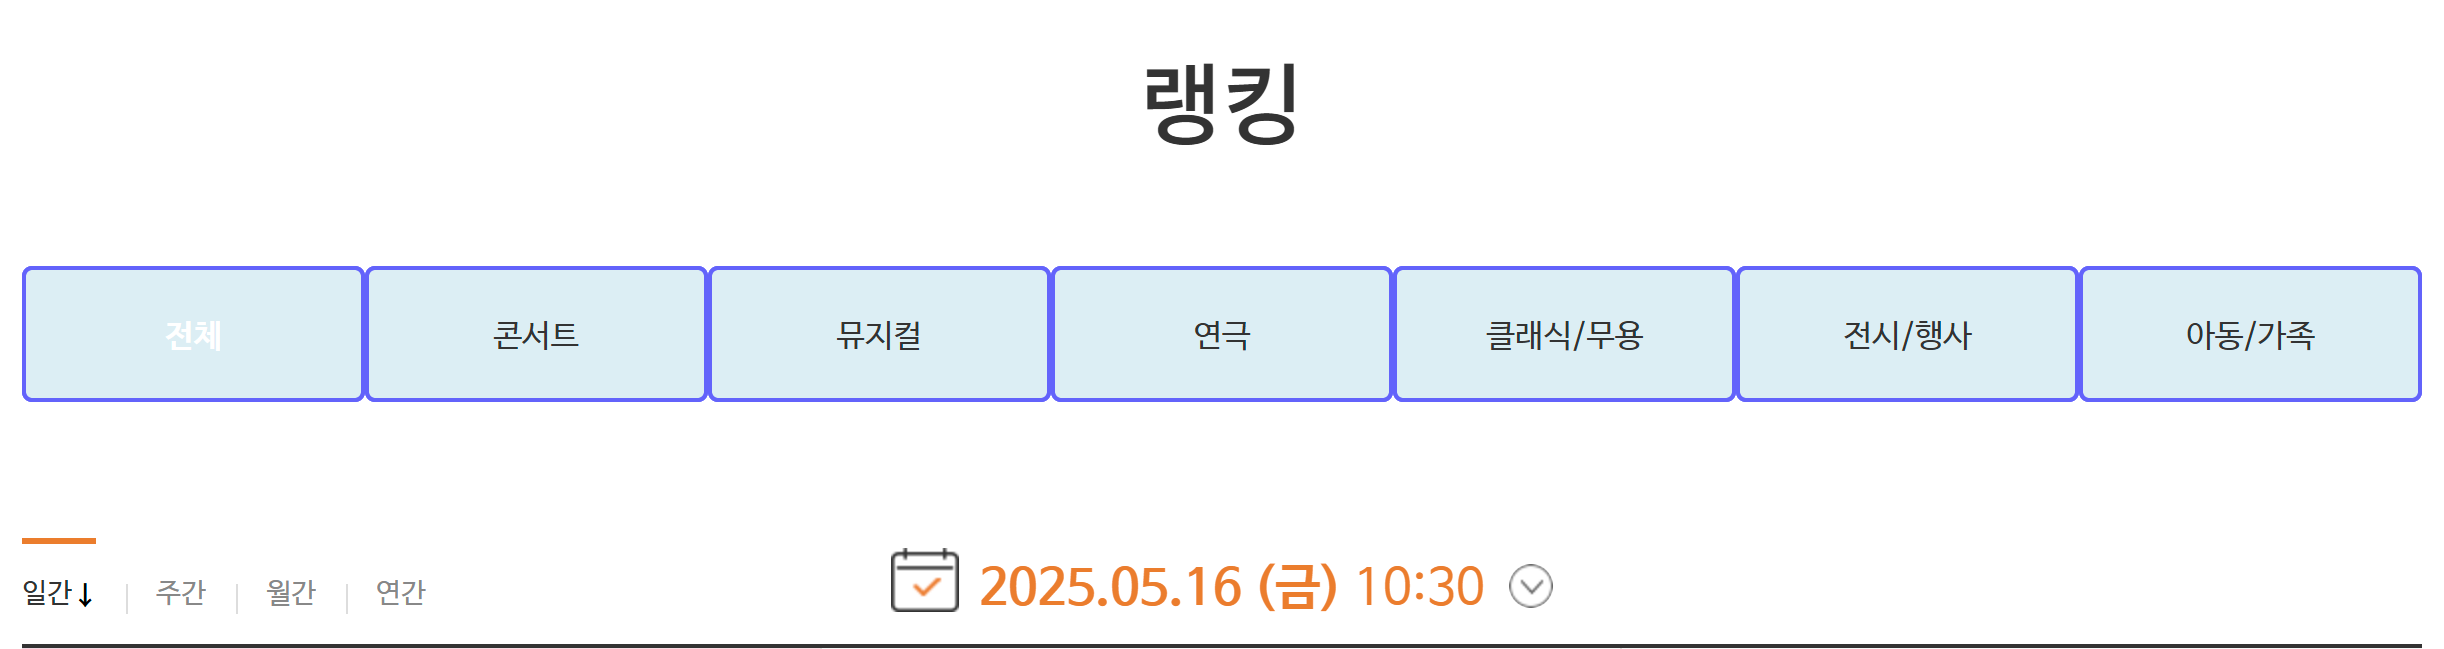 랭킹
전체 콘서트 뮤지컬 연극 클래식/무용 전시/행사 아동/가족
일간↓ 주간 월간 연간 2025.05.16 (금) 10:30